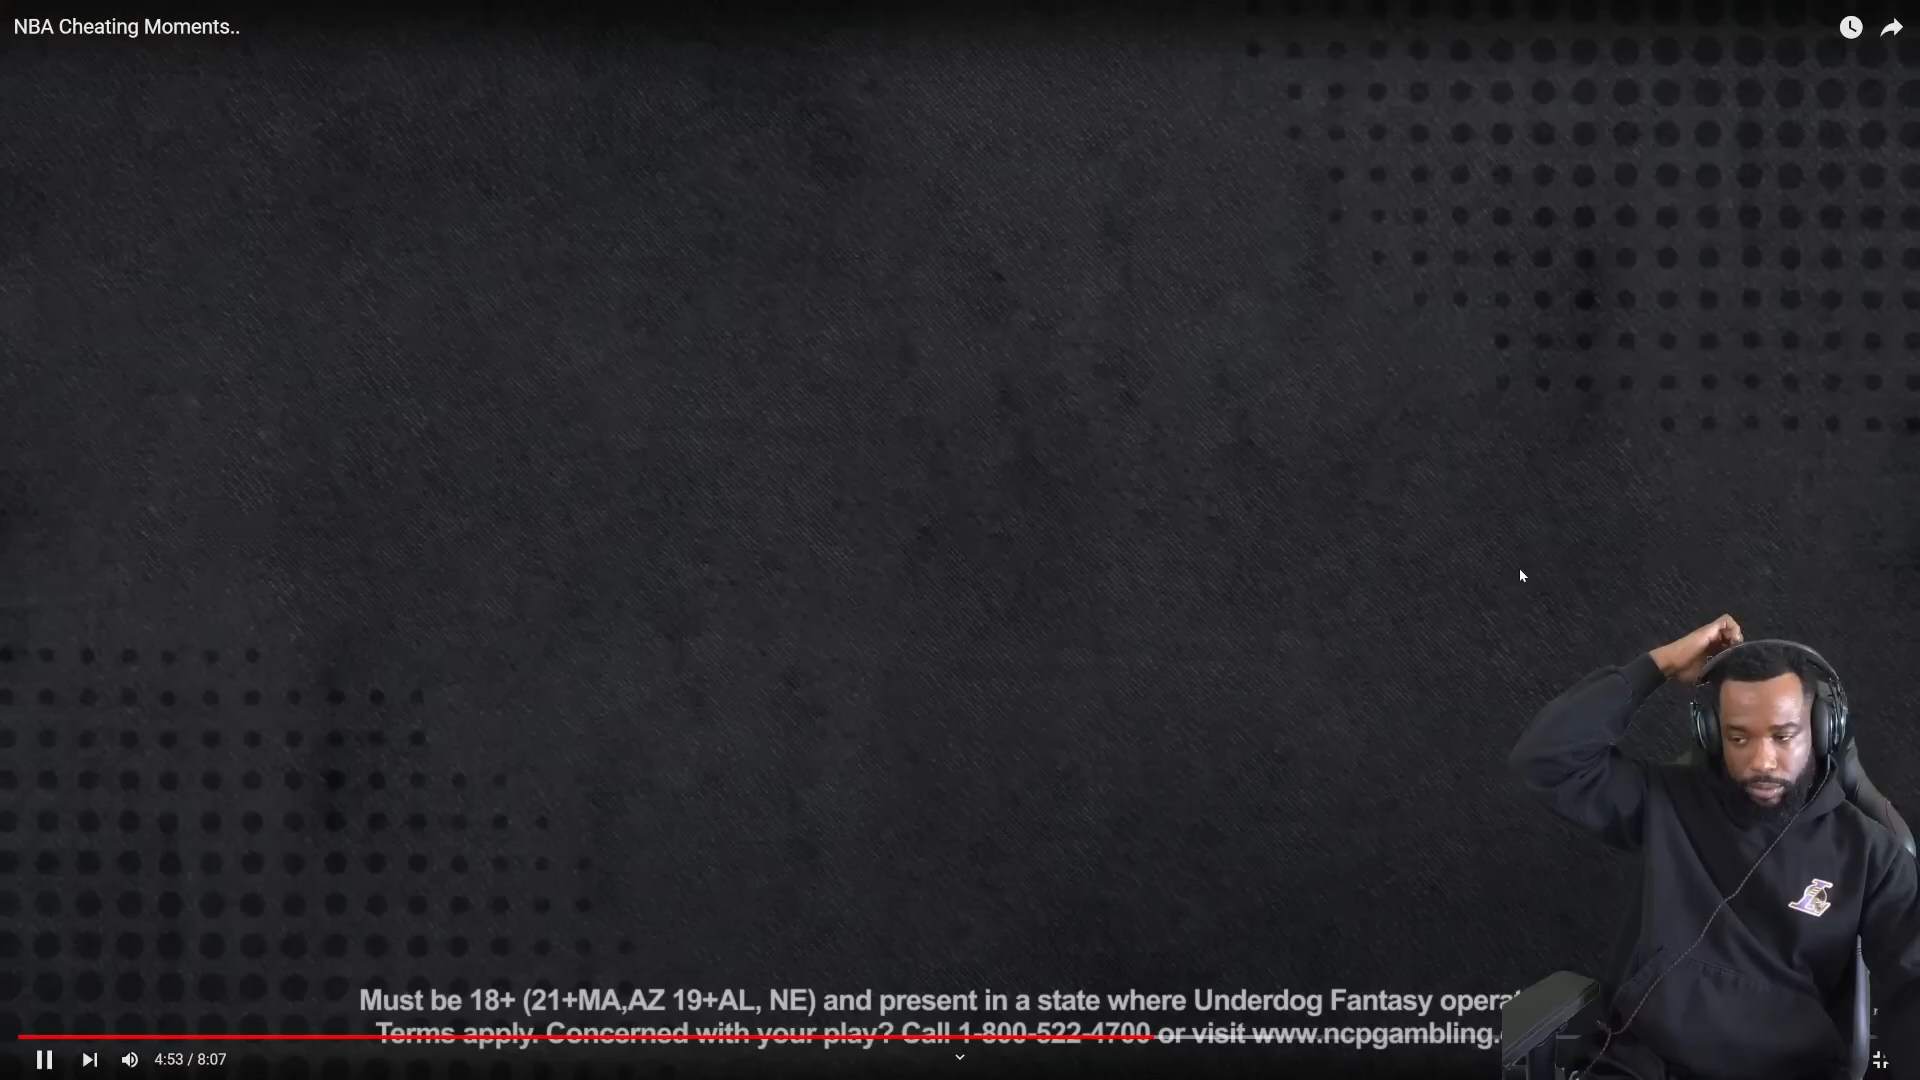 NBA Cheating Moments..
Must be 18+ (21+MA,AZ 19+AL, NE) and present in a state where Underdog Fantasy
Terms apply. Concerned with your play? Call 1-800-522-4700 or visit www.ncpgambling.
4:53 / 8:07